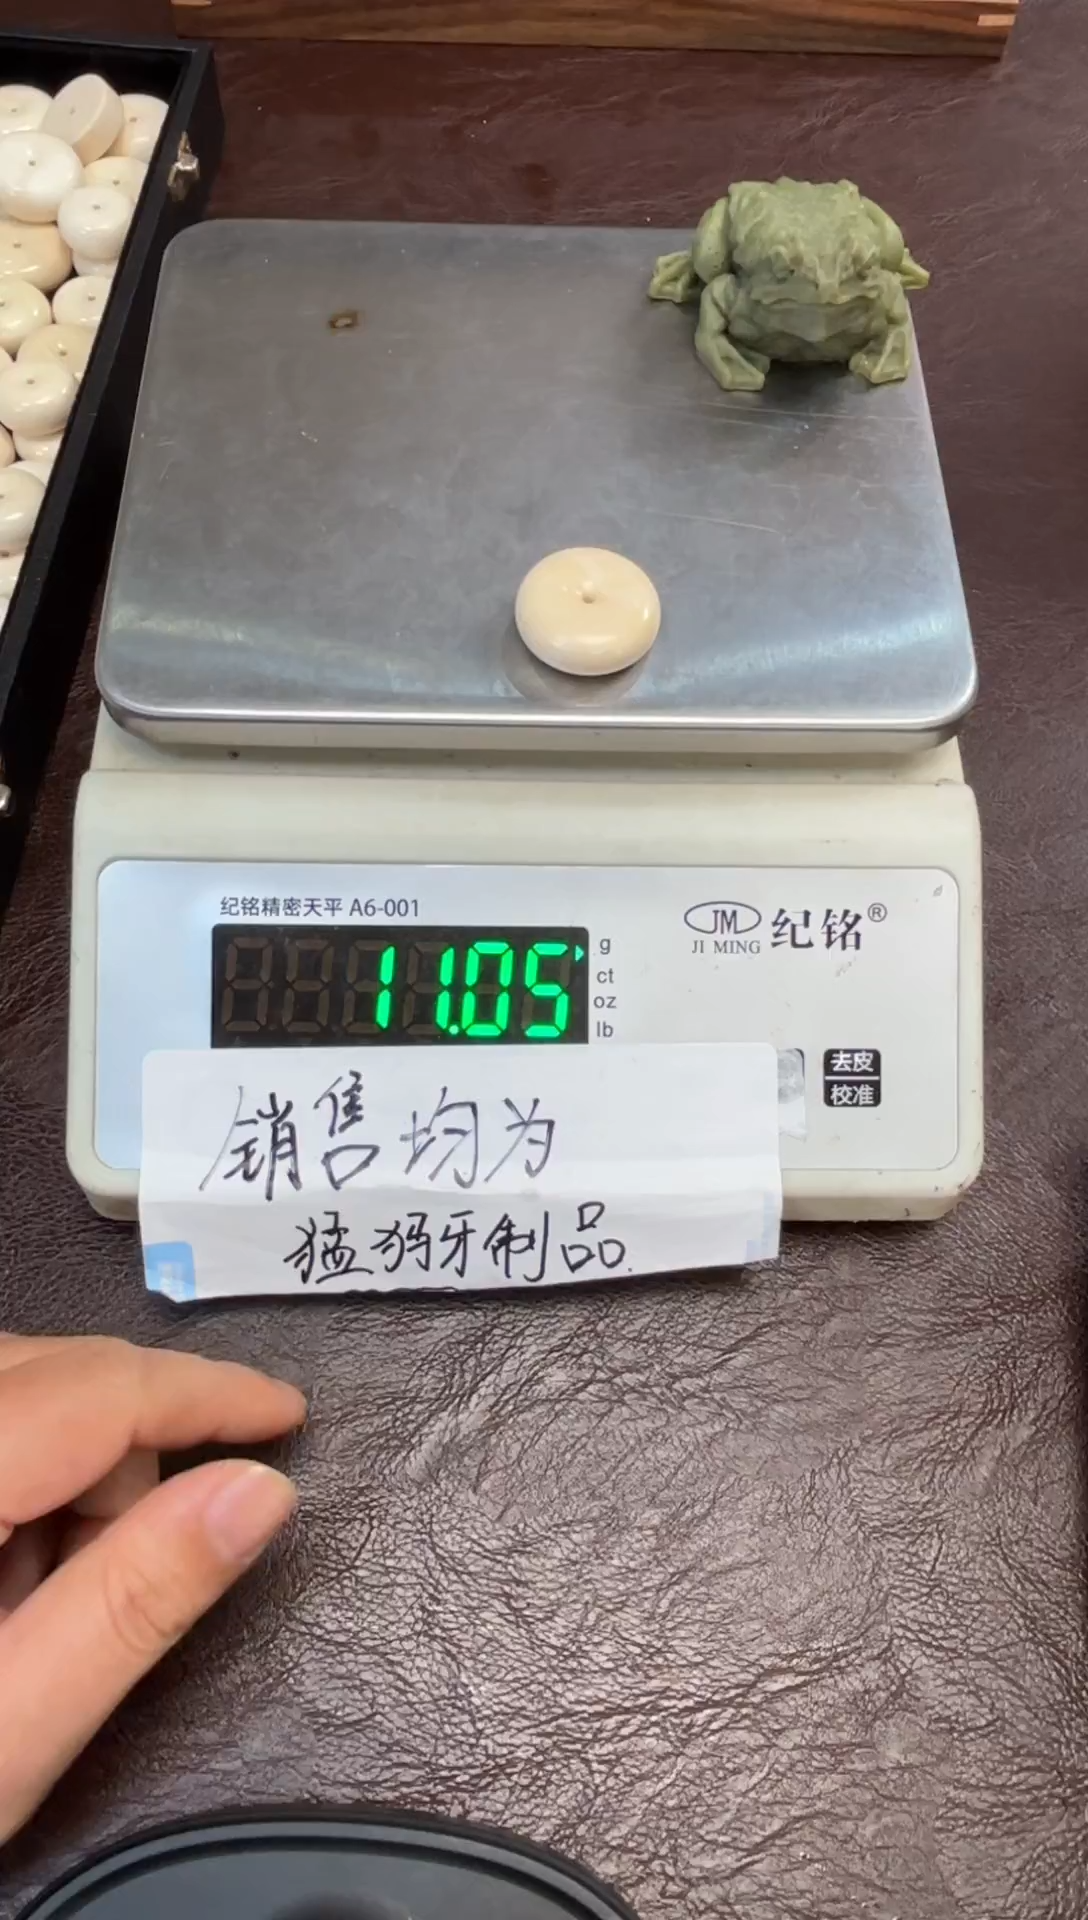 纪铭精密天平 A6-001
JM
JI MING
纪铭®
11.05
g
ct
oz
lb
去皮
校准
销售均为
猛犸牙制品.